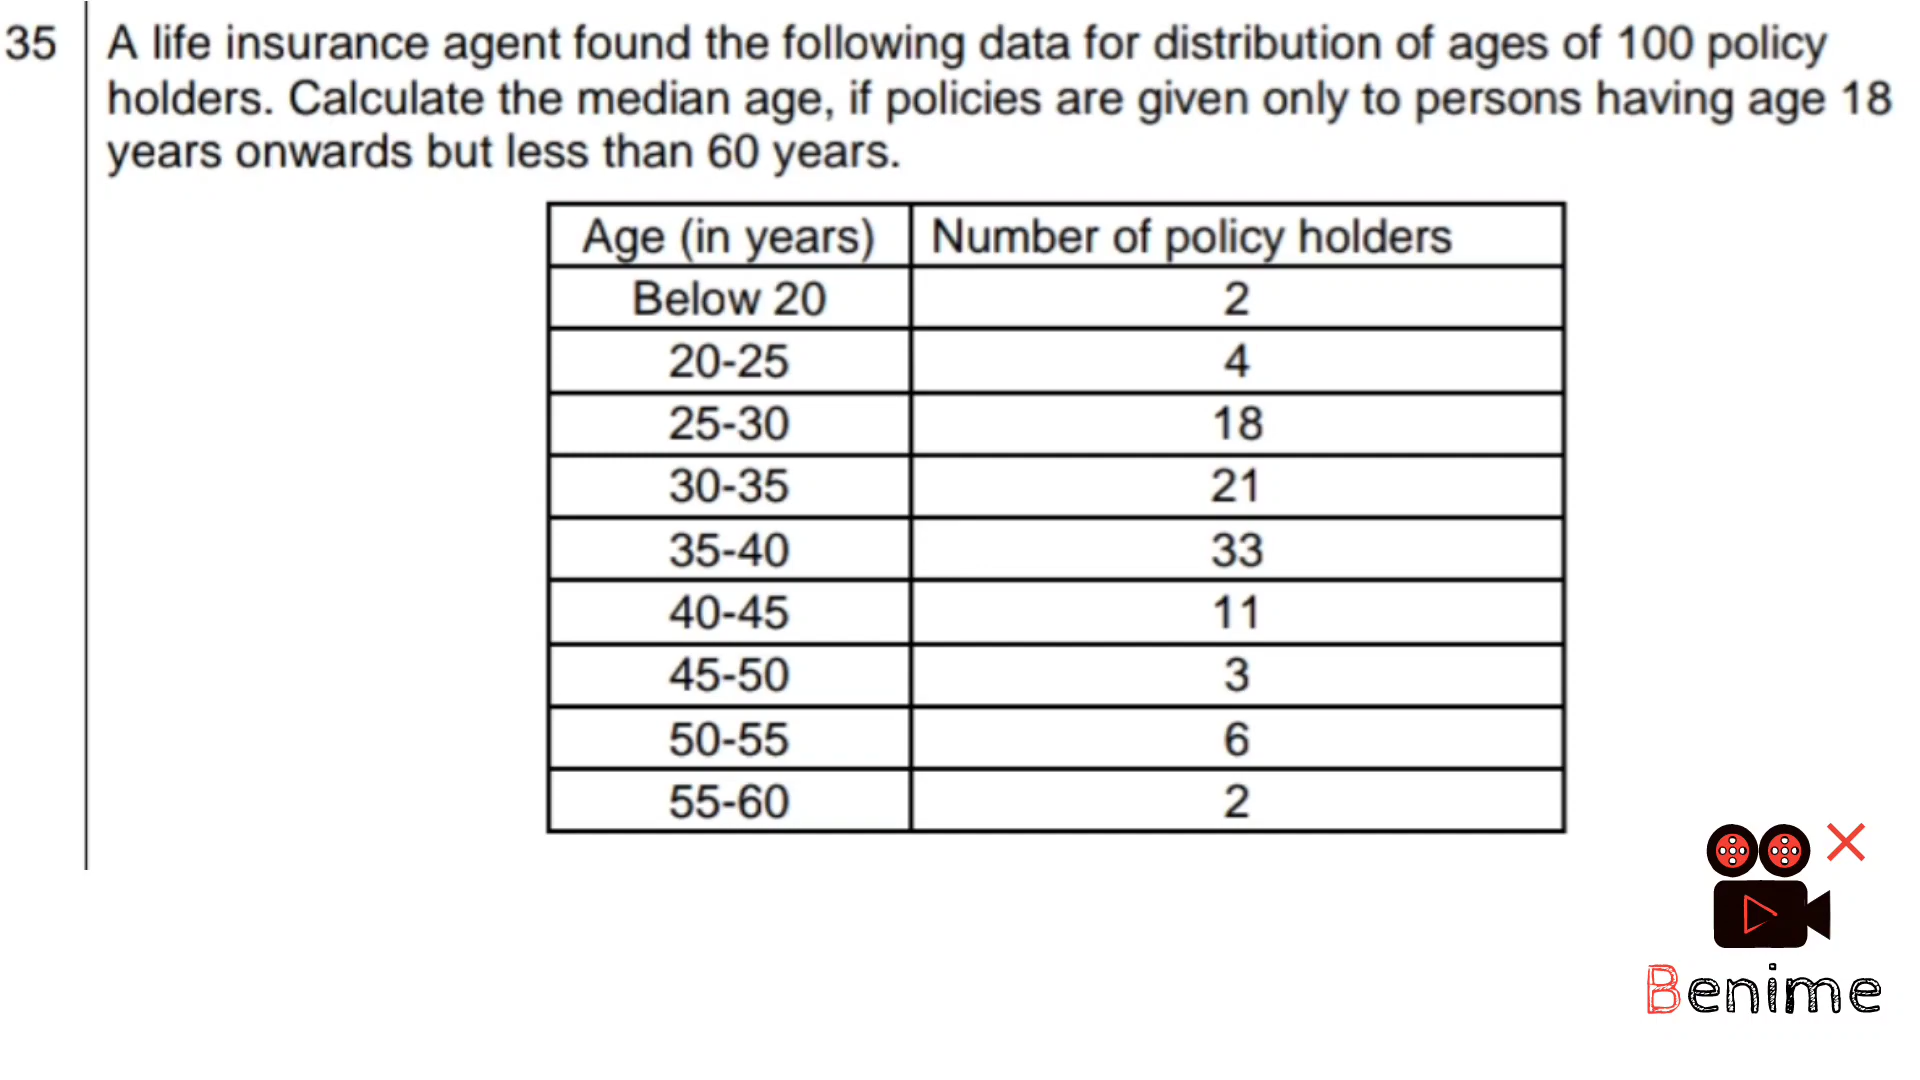 35 A life insurance agent found the following data for distribution of ages of 100 policy
holders. Calculate the median age, if policies are given only to persons having age 18
years onwards but less than 60 years.
Age (in years) Number of policy holders
Below 20 2
20-25 4
25-30 18
30-35 21
35-40 33
40-45 11
45-50 3
50-55 6
55-60 2
Benime